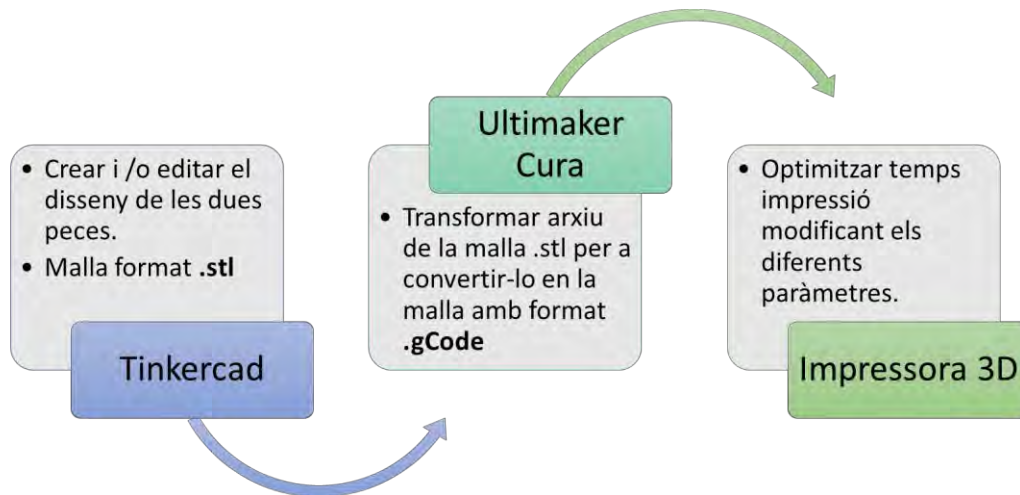 • Crear i /o editar el
disseny de les dues
peces.
• Malla format .stl
Tinkercad
Ultimaker
Cura
• Transformar arxiu
de la malla .stl per a
convertir-lo en la
malla amb format
.gCode
• Optimitzar temps
impressió
modificant els
diferents
paràmetres.
Impressora 3D